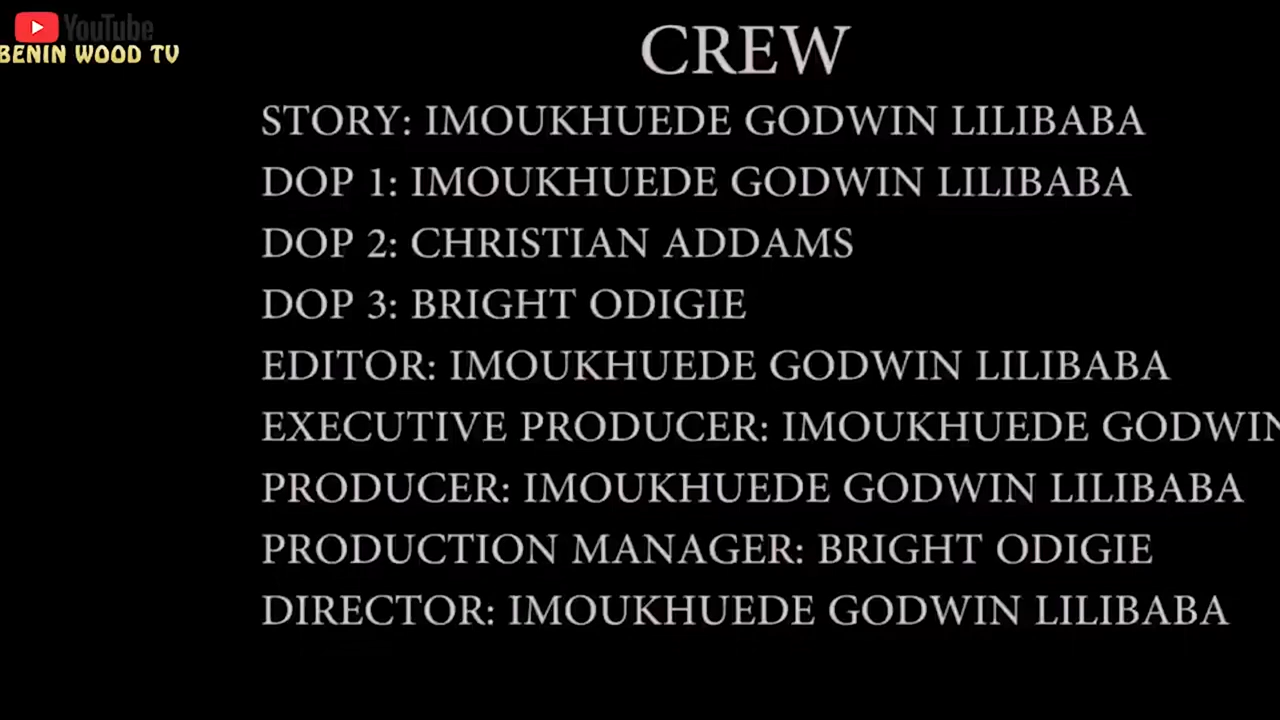 YouTube
BENIN WOOD TV
CREW
STORY: IMOUKHUEDE GODWIN LILIBABA
DOP 1: IMOUKHUEDE GODWIN LILIBABA
DOP 2: CHRISTIAN ADDAMS
DOP 3: BRIGHT ODIGIE
EDITOR: IMOUKHUEDE GODWIN LILIBABA
EXECUTIVE PRODUCER: IMOUKHUEDE GODWIN
PRODUCER: IMOUKHUEDE GODWIN LILIBABA
PRODUCTION MANAGER: BRIGHT ODIGIE
DIRECTOR: IMOUKHUEDE GODWIN LILIBABA